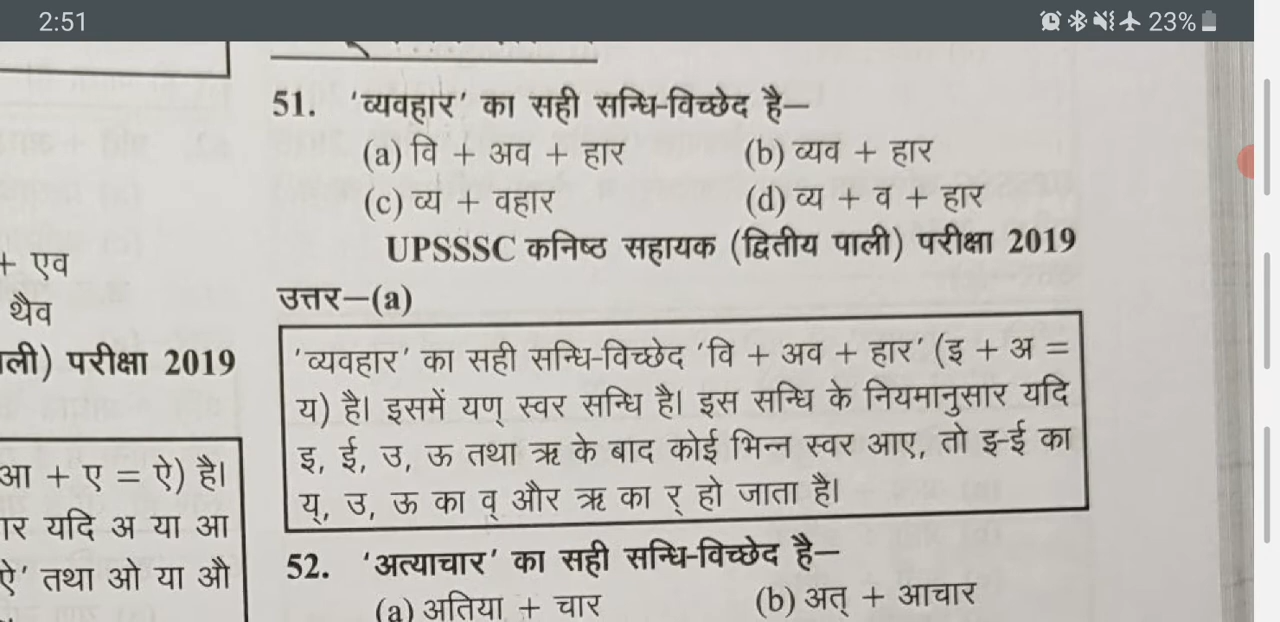 2:51
23%
51. 'व्यवहार' का सही सन्धि-विच्छेद है–
(a) वि + अव + हार (b) व्यव + हार
(c) व्य + वहार (d) व्य + व + हार
UPSSSC कनिष्ठ सहायक (द्वितीय पाली) परीक्षा 2019
उत्तर–(a)
'व्यवहार' का सही सन्धि-विच्छेद 'वि + अव + हार' (इ + अ =
य) है। इसमें यण् स्वर सन्धि है। इस सन्धि के नियमानुसार यदि
इ, ई, उ, ऊ तथा ऋ के बाद कोई भिन्न स्वर आए, तो इ-ई का
य्, उ, ऊ का व् और ऋ का र् हो जाता है।
52. 'अत्याचार' का सही सन्धि-विच्छेद है–
(a) अतिया + चार (b) अत् + आचार
+ एव
थैव
परीक्षा 2019
आ + ए = ऐ) है।
यदि अ या आ
ऐ' तथा ओ या औ